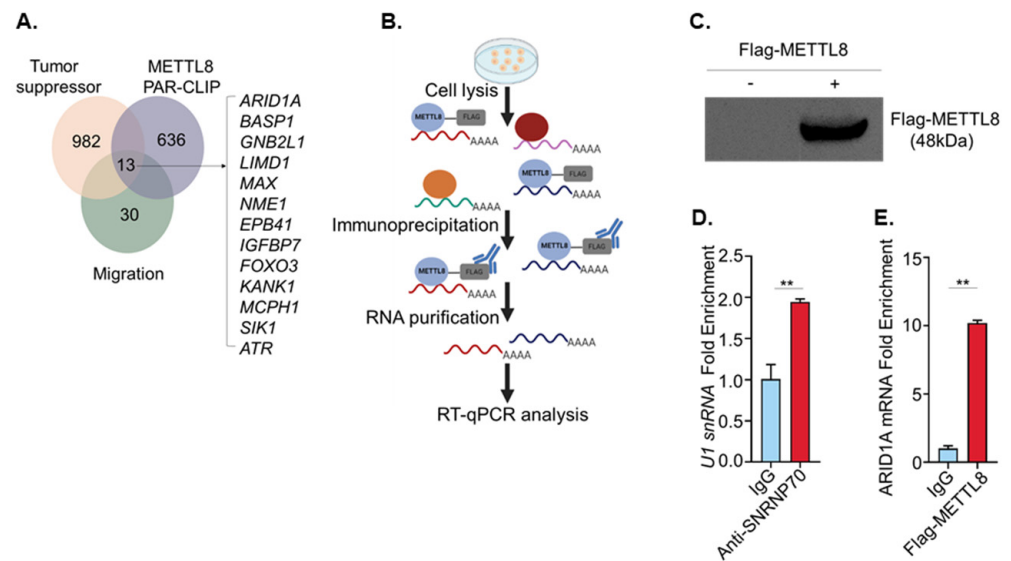 A.
Tumor
suppressor
METTL8
PAR-CLIP
982
636
13
30
Migration
ARID1A
BASP1
GNB2L1
LIMD1
MAX
NME1
EPB41
IGFBP7
FOXO3
KANK1
MCPH1
SIK1
ATR
B.
Cell lysis
METTL8 FLAG
AAAA
AAAA
METTL8 FLAG
AAAA
AAAA
Immunoprecipitation
METTL8 FLAG
AAAA
METTL8 FLAG
AAAA
RNA purification
AAAA
AAAA
RT-qPCR analysis
C.
Flag-METTL8
- +
Flag-METTL8
(48kDa)
D.
U1 snRNA Fold Enrichment
2.5
2.0
1.5
1.0
0.5
0.0
**
IgG
Anti-SNRNP70
E.
ARID1A mRNA Fold Enrichment
15
10
5
0
**
IgG
Flag-METTL8